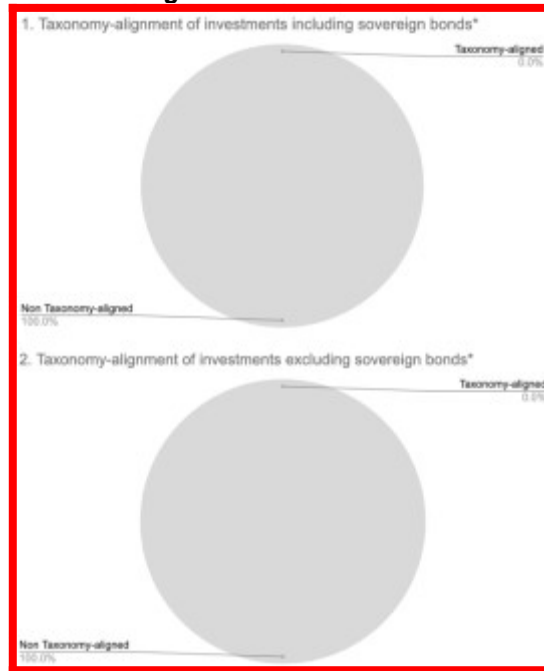 1. Taxonomy-alignment of investments including sovereign bonds*
Taxonomy-aligned
0.0%
Non Taxonomy-aligned
100.0%
2. Taxonomy-alignment of investments excluding sovereign bonds*
Taxonomy-aligned
0.0%
Non Taxonomy-aligned
100.0%